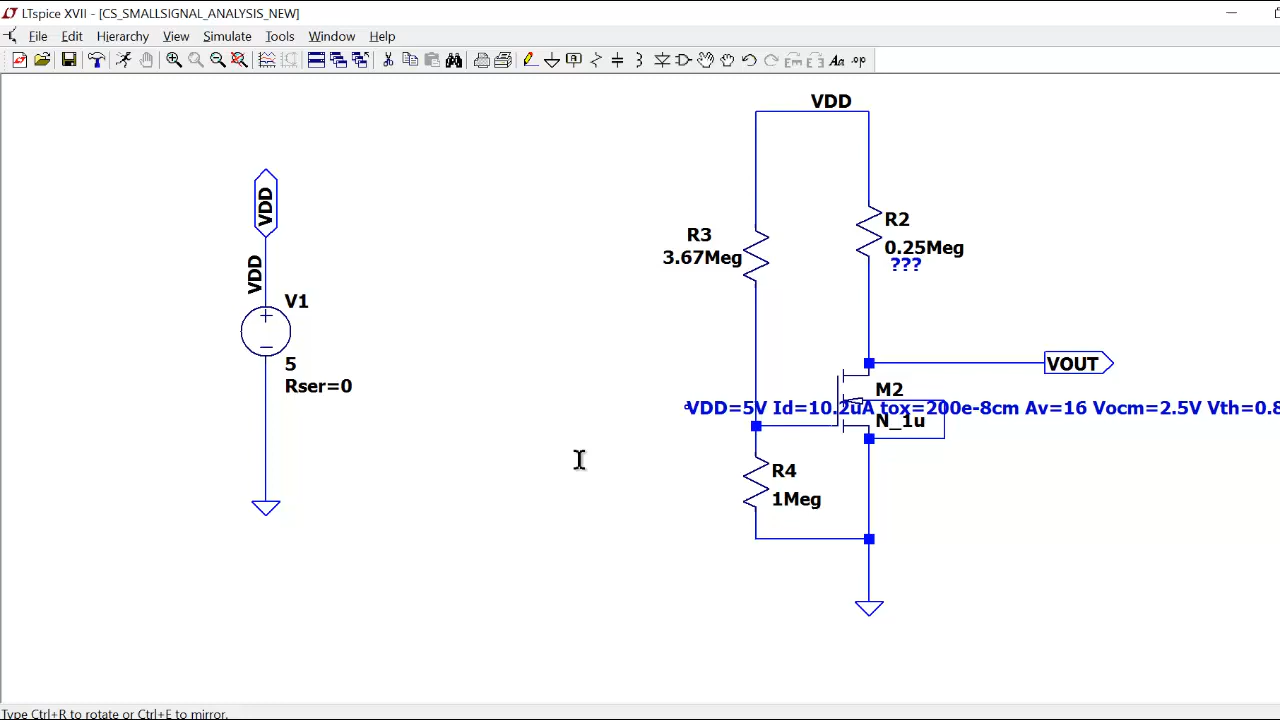 LTspice XVII - [CS_SMALLSIGNAL_ANALYSIS_NEW]
File Edit Hierarchy View Simulate Tools Window Help
Aa .op
VDD
VDD
VDD
V1
5
Rser=0
R3
3.67Meg
R2
0.25Meg
???
VOUT
M2
VDD=5V Id=10.2uA tox=200e-8cm Av=16 Vocm=2.5V Vth=0.8
N_1u
R4
1Meg
Type Ctrl+R to rotate or Ctrl+E to mirror.